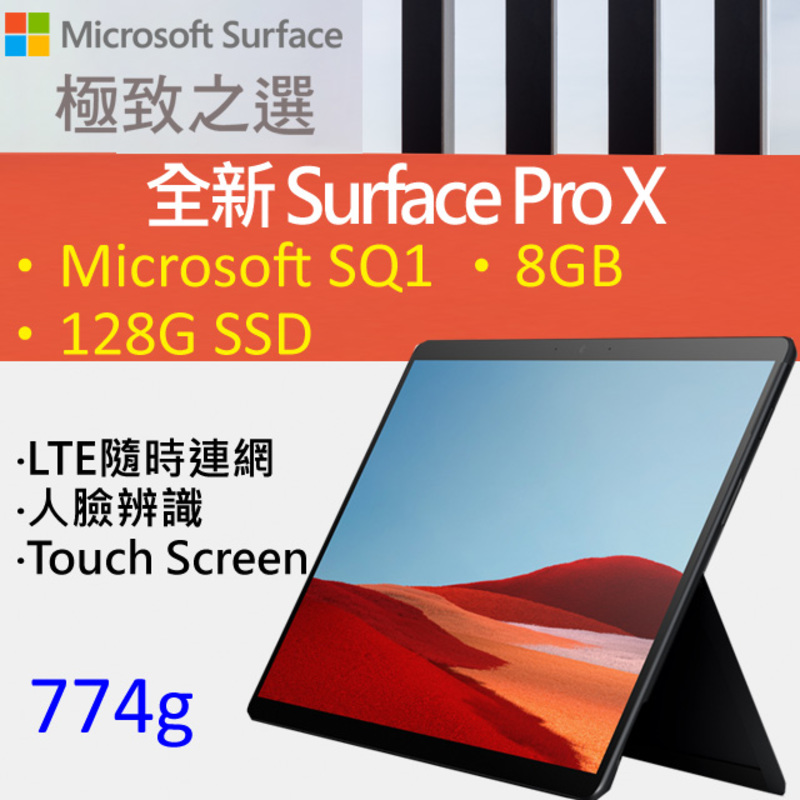 Microsoft Surface
極致之選
全新 Surface Pro X
• Microsoft SQ1 • 8GB
• 128G SSD
·LTE隨時連網
·人臉辨識
·Touch Screen
774g